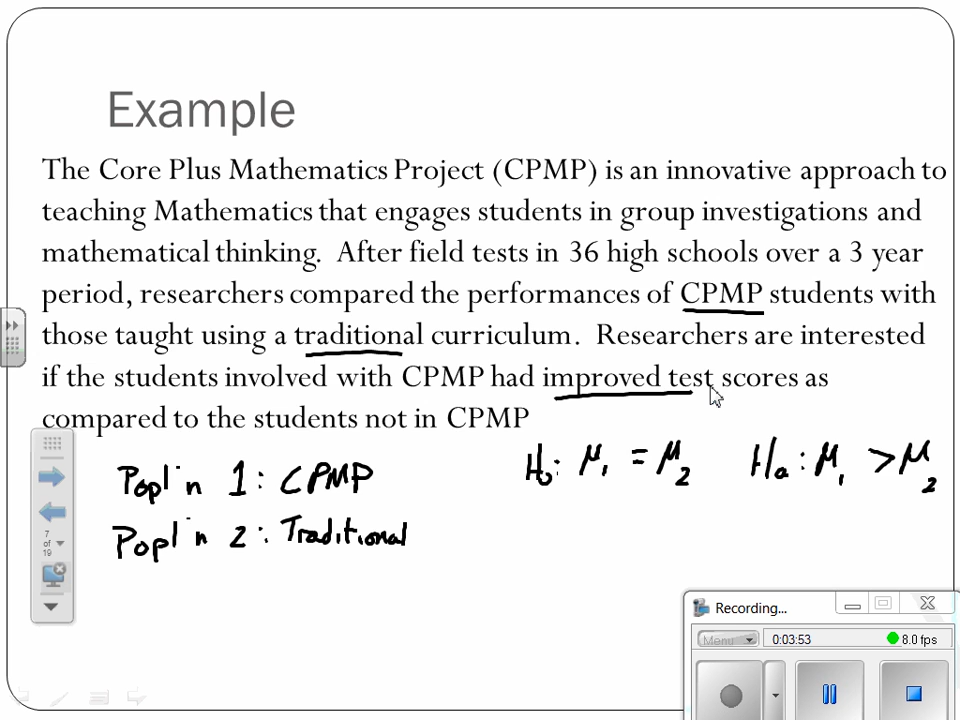 Example
The Core Plus Mathematics Project (CPMP) is an innovative approach to
teaching Mathematics that engages students in group investigations and
mathematical thinking. After field tests in 36 high schools over a 3 year
period, researchers compared the performances of CPMP students with
those taught using a traditional curriculum. Researchers are interested
if the students involved with CPMP had improved test scores as
compared to the students not in CPMP
Popl'n 1: CPMP
H₀: μ₁ = μ₂
Hₐ: μ₁ > μ₂
Popl'n 2: Traditional
7
of
19
Recording...
Menu
0:03:53
8.0 fps